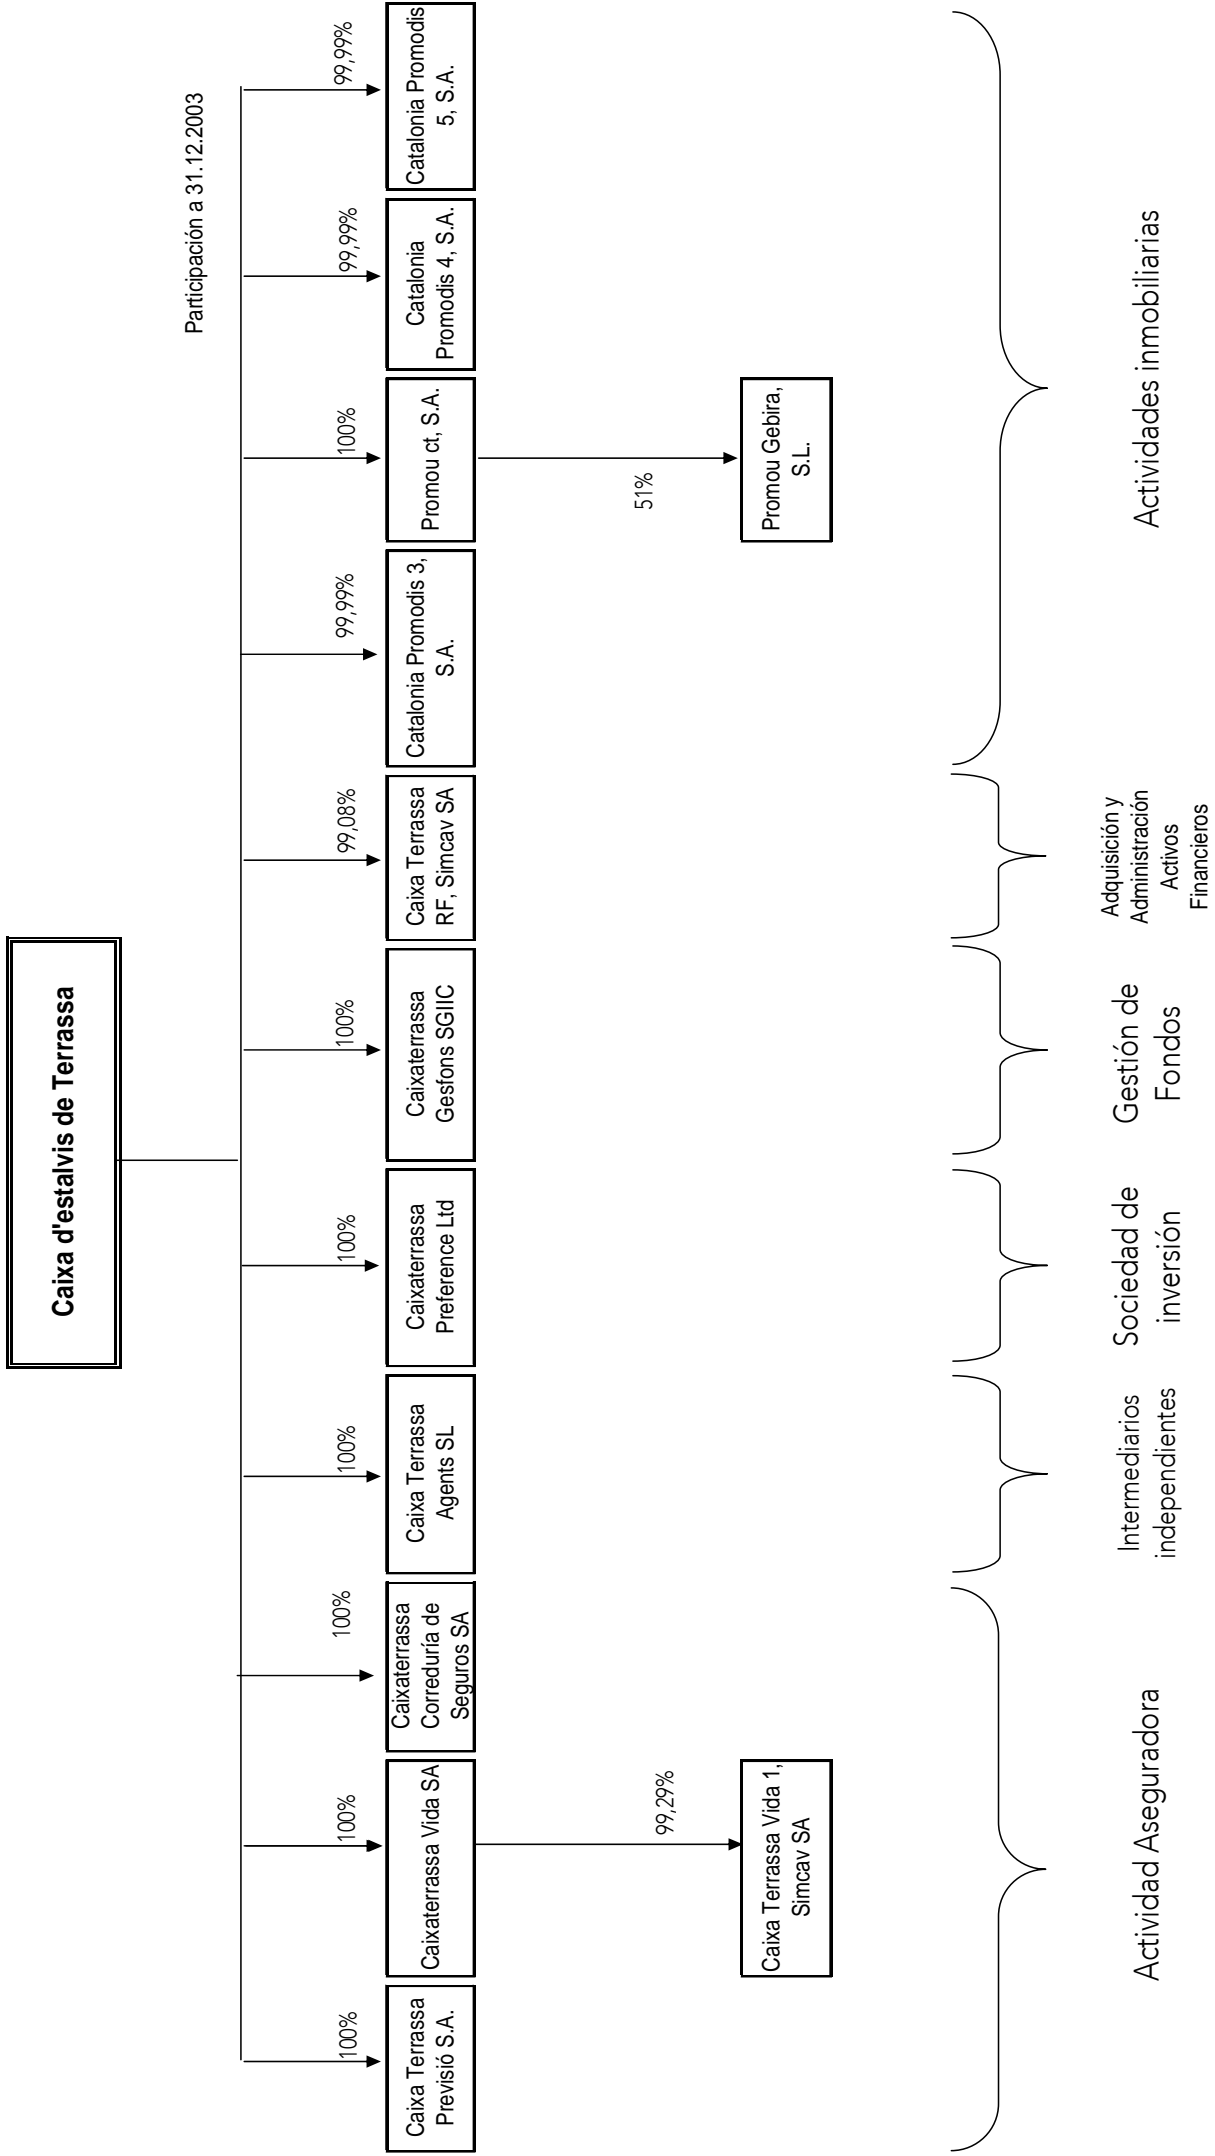 Caixa d'estalvis de Terrassa
Participación a 31.12.2003
100%
100%
100%
100%
100%
100%
99,08%
99,99%
100%
99,99%
99,99%
Caixa Terrassa
Previsió S.A.
Caixaterrassa Vida SA
Caixaterrassa
Correduría de
Seguros SA
Caixa Terrassa
Agents SL
Caixaterrassa
Preference Ltd
Caixaterrassa
Gesfons SGIIC
Caixa Terrassa
RF, Simcav SA
Catalonia Promodis 3,
S.A.
Promou ct, S.A.
Catalonia
Promodis 4, S.A.
Catalonia Promodis
5, S.A.
99,29%
51%
Caixa Terrassa Vida 1,
Simcav SA
Promou Gebira,
S.L.
Actividad Aseguradora
Intermediarios
independientes
Sociedad de
inversión
Gestión de
Fondos
Adquisición y
Administración
Activos
Financieros
Actividades inmobiliarias